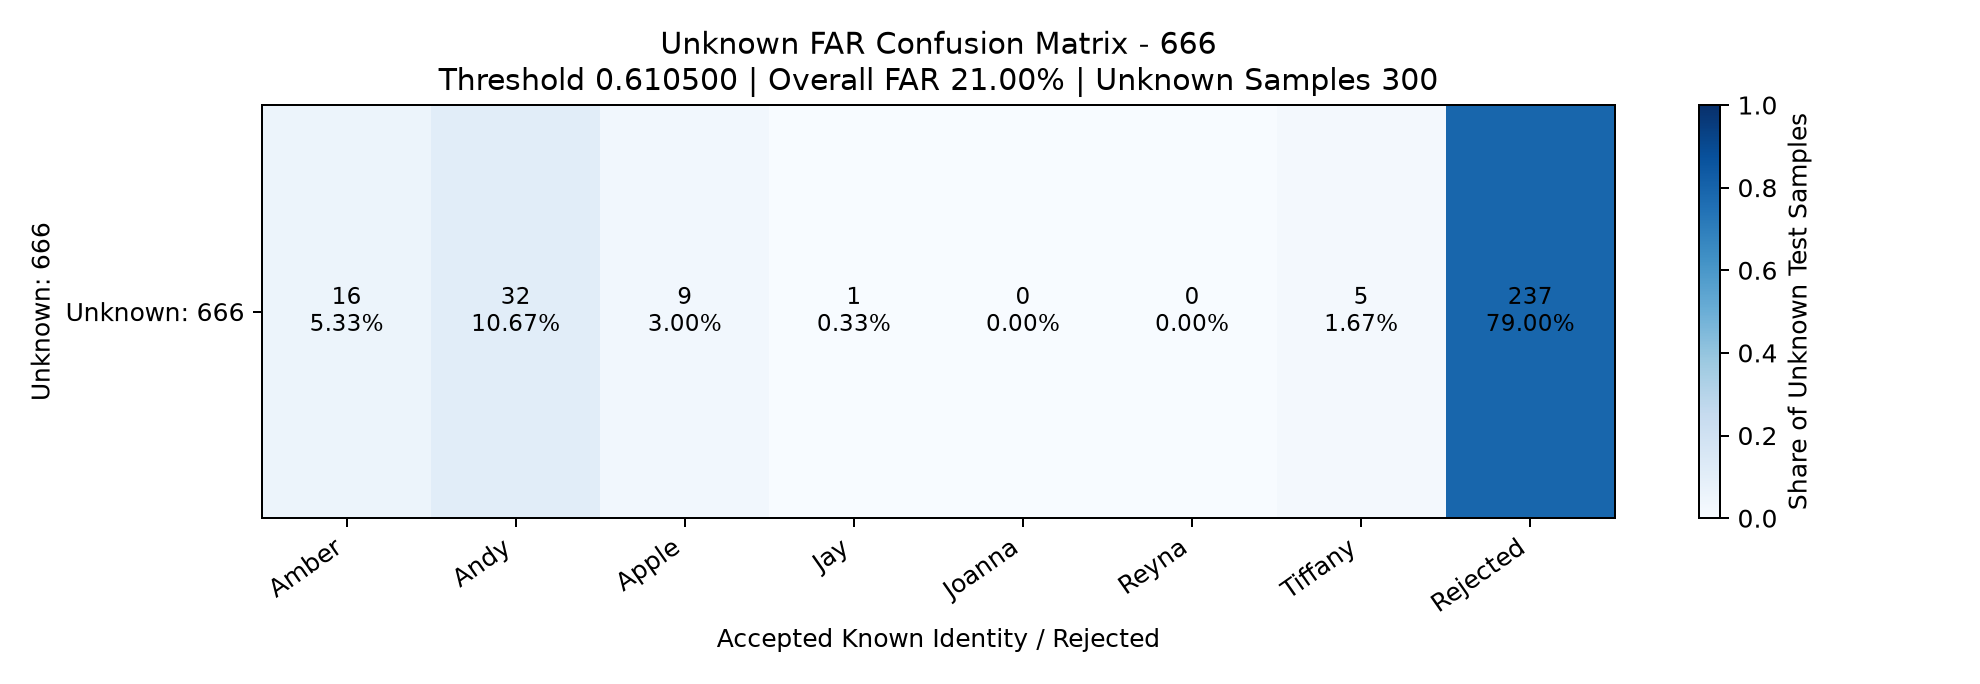 Unknown FAR Confusion Matrix - 666
Threshold 0.610500 | Overall FAR 21.00% | Unknown Samples 300
Unknown: 666
Unknown: 666
16
5.33%
32
10.67%
9
3.00%
1
0.33%
0
0.00%
0
0.00%
5
1.67%
237
79.00%
Amber
Andy
Apple
Jay
Joanna
Reyna
Tiffany
Rejected
Accepted Known Identity / Rejected
1.0
0.8
0.6
0.4
0.2
0.0
Share of Unknown Test Samples